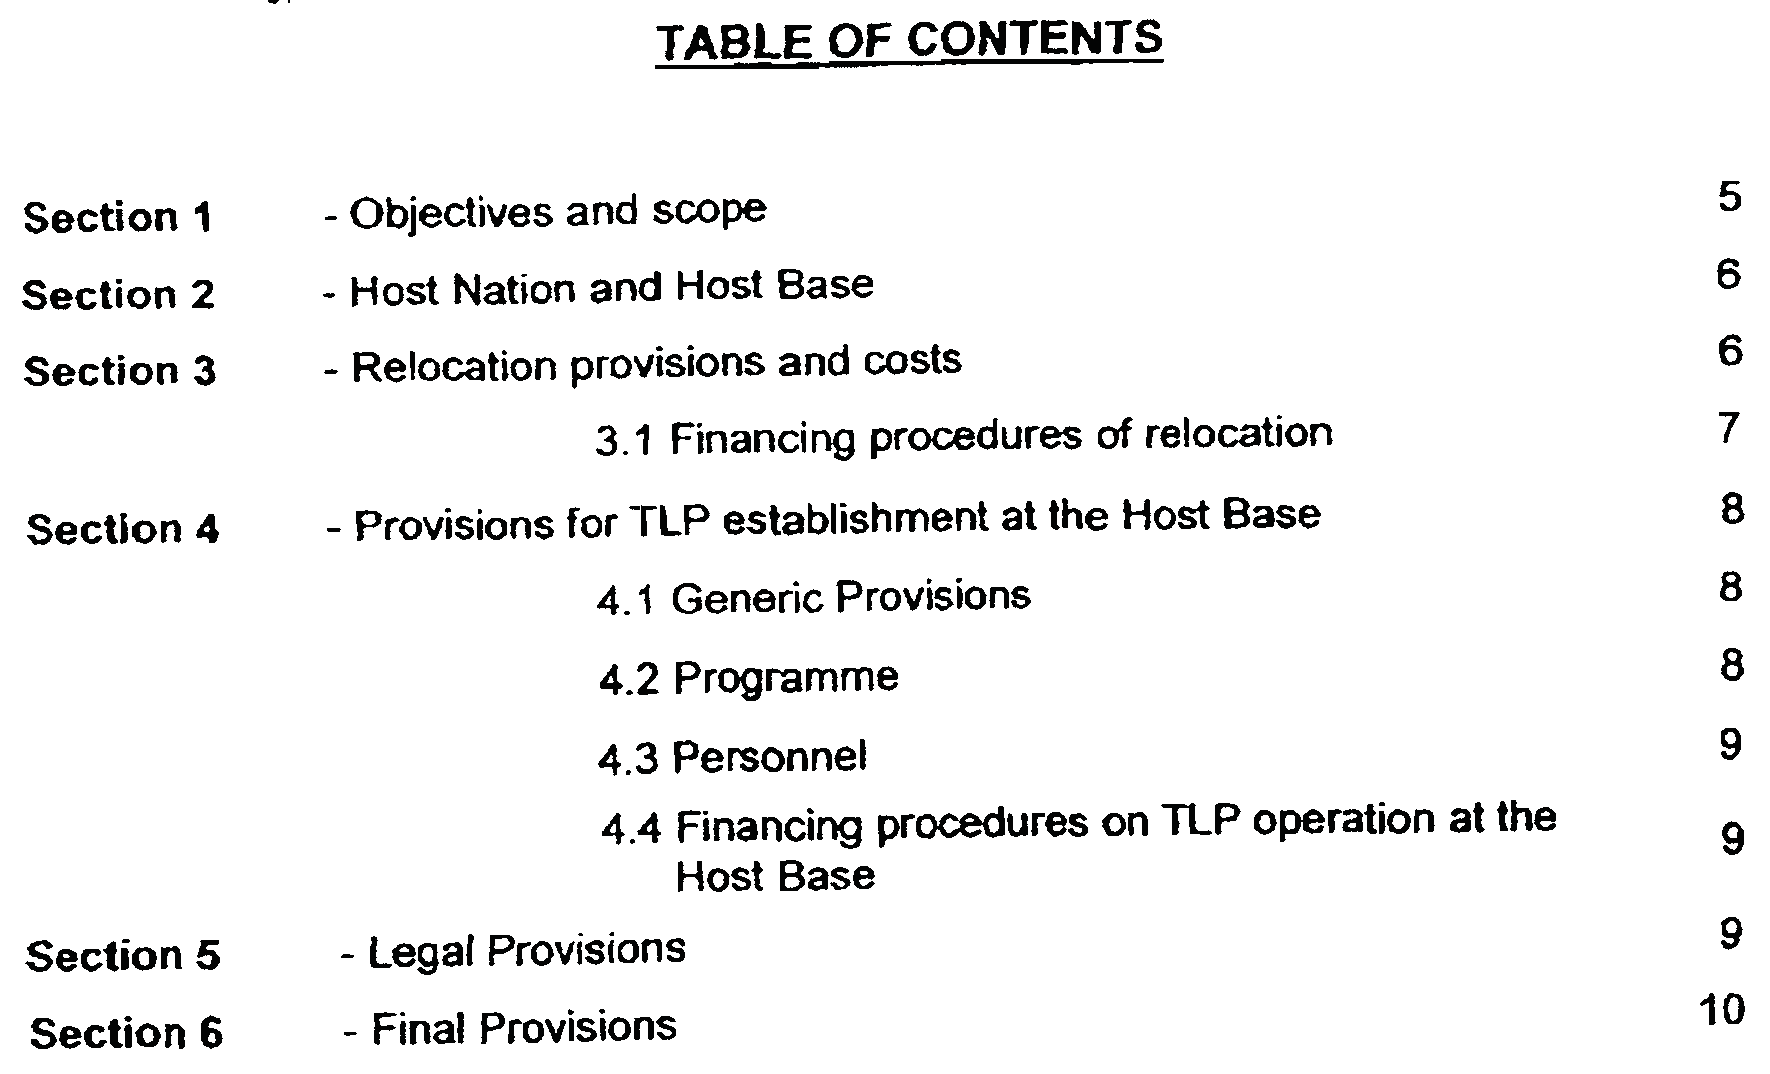 TABLE OF CONTENTS
Section 1 - Objectives and scope 5
Section 2 - Host Nation and Host Base 6
Section 3 - Relocation provisions and costs 6
3.1 Financing procedures of relocation 7
Section 4 - Provisions for TLP establishment at the Host Base 8
4.1 Generic Provisions 8
4.2 Programme 8
4.3 Personnel 9
4.4 Financing procedures on TLP operation at the
Host Base 9
Section 5 - Legal Provisions 9
Section 6 - Final Provisions 10